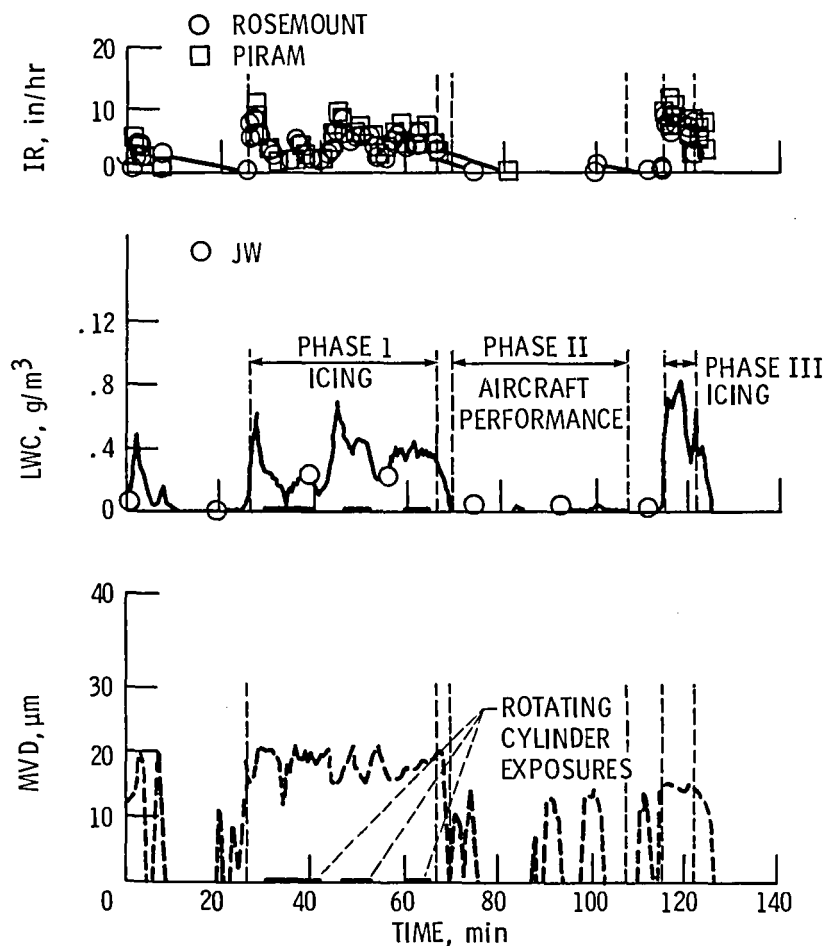 ROSEMOUNT
PIRAM
20
10
0
IR, in/hr
JW
.12
.8
.4
0
LWC, g/m³
PHASE 1
ICING
PHASE II
AIRCRAFT
PERFORMANCE
PHASE III
ICING
40
30
20
10
0
MVD, μm
ROTATING
CYLINDER
EXPOSURES
0 20 40 60 80 100 120 140
TIME, min